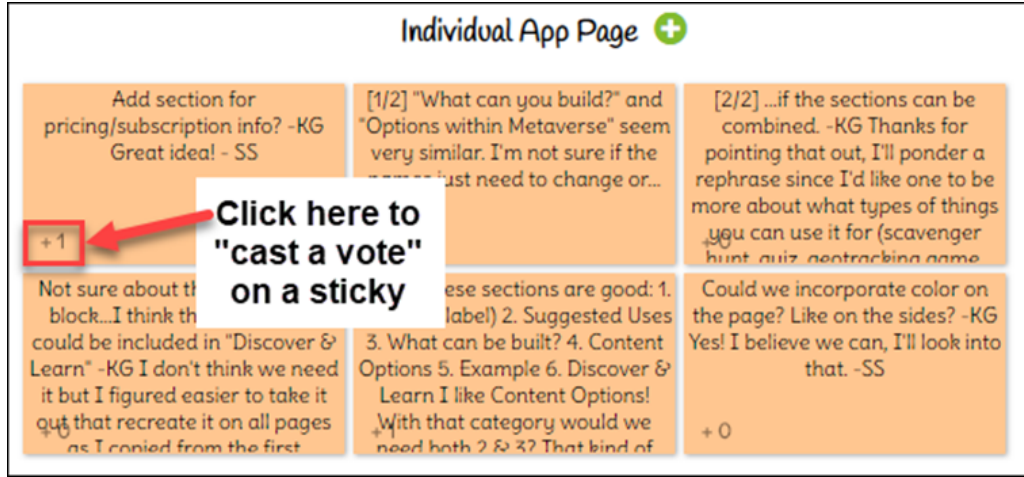 Individual App Page
Add section for
pricing/subscription info? -KG
Great idea! - SS
+ 1
[1/2] "What can you build?" and
"Options within Metaverse" seem
very similar. I'm not sure if the
just need to change or...
[2/2] ...if the sections can be
combined. -KG Thanks for
pointing that out, I'll ponder a
rephrase since I'd like one to be
more about what types of things
you can use it for (scavenger
hunt, quiz, geotracking game
+ 0
Click here to
"cast a vote"
on a sticky
Not sure about
block...I think
could be included in "Discover &
Learn" -KG I don't think we need
it but I figured easier to take it
out that recreate it on all pages
as I copied from the first
+ 0
sections are good: 1.
label) 2. Suggested Uses
3. What can be built? 4. Content
Options 5. Example 6. Discover &
Learn I like Content Options!
With that category would we
need both 2 & 3? That kind of
+ 1
Could we incorporate color on
the page? Like on the sides? -KG
Yes! I believe we can, I'll look into
that. -SS
+ 0